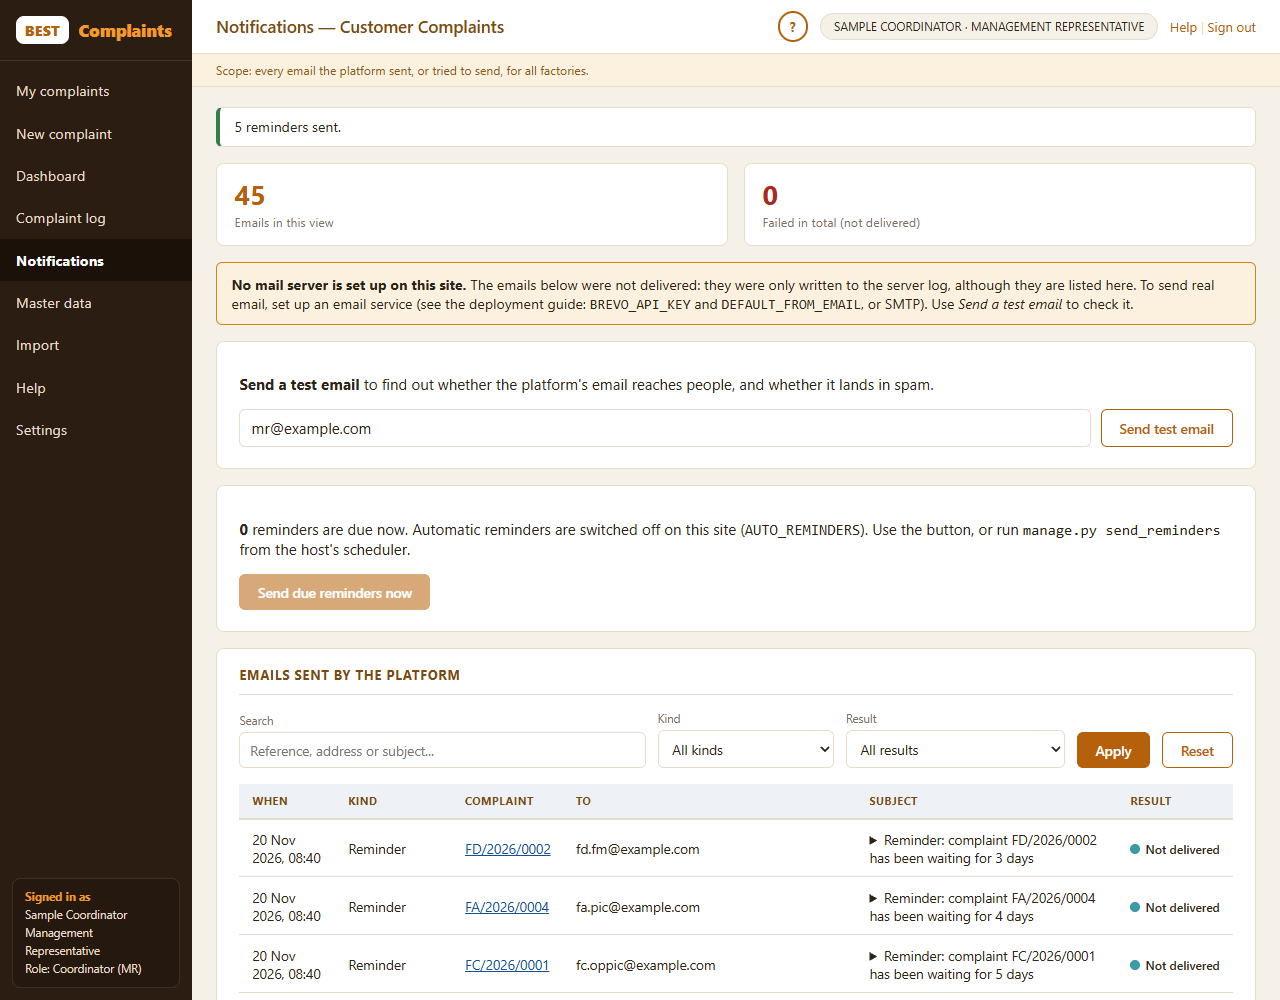 BEST Complaints
My complaints
New complaint
Dashboard
Complaint log
Notifications
Master data
Import
Help
Settings
Signed in as
Sample Coordinator
Management
Representative
Role: Coordinator (MR)
Notifications — Customer Complaints
?
SAMPLE COORDINATOR · MANAGEMENT REPRESENTATIVE
Help | Sign out
Scope: every email the platform sent, or tried to send, for all factories.
5 reminders sent.
45
Emails in this view
0
Failed in total (not delivered)
No mail server is set up on this site. The emails below were not delivered: they were only written to the server log, although they are listed here. To send real
email, set up an email service (see the deployment guide: BREVO_API_KEY and DEFAULT_FROM_EMAIL, or SMTP). Use Send a test email to check it.
Send a test email to find out whether the platform's email reaches people, and whether it lands in spam.
mr@example.com
Send test email
0 reminders are due now. Automatic reminders are switched off on this site (AUTO_REMINDERS). Use the button, or run manage.py send_reminders
from the host's scheduler.
Send due reminders now
EMAILS SENT BY THE PLATFORM
Search
Kind
Result
Reference, address or subject...
All kinds
All results
Apply
Reset
WHEN KIND COMPLAINT TO SUBJECT RESULT
20 Nov
2026, 08:40
Reminder
FD/2026/0002
fd.fm@example.com
▶ Reminder: complaint FD/2026/0002
has been waiting for 3 days
Not delivered
20 Nov
2026, 08:40
Reminder
FA/2026/0004
fa.pic@example.com
▶ Reminder: complaint FA/2026/0004
has been waiting for 4 days
Not delivered
20 Nov
2026, 08:40
Reminder
FC/2026/0001
fc.oppic@example.com
▶ Reminder: complaint FC/2026/0001
has been waiting for 5 days
Not delivered